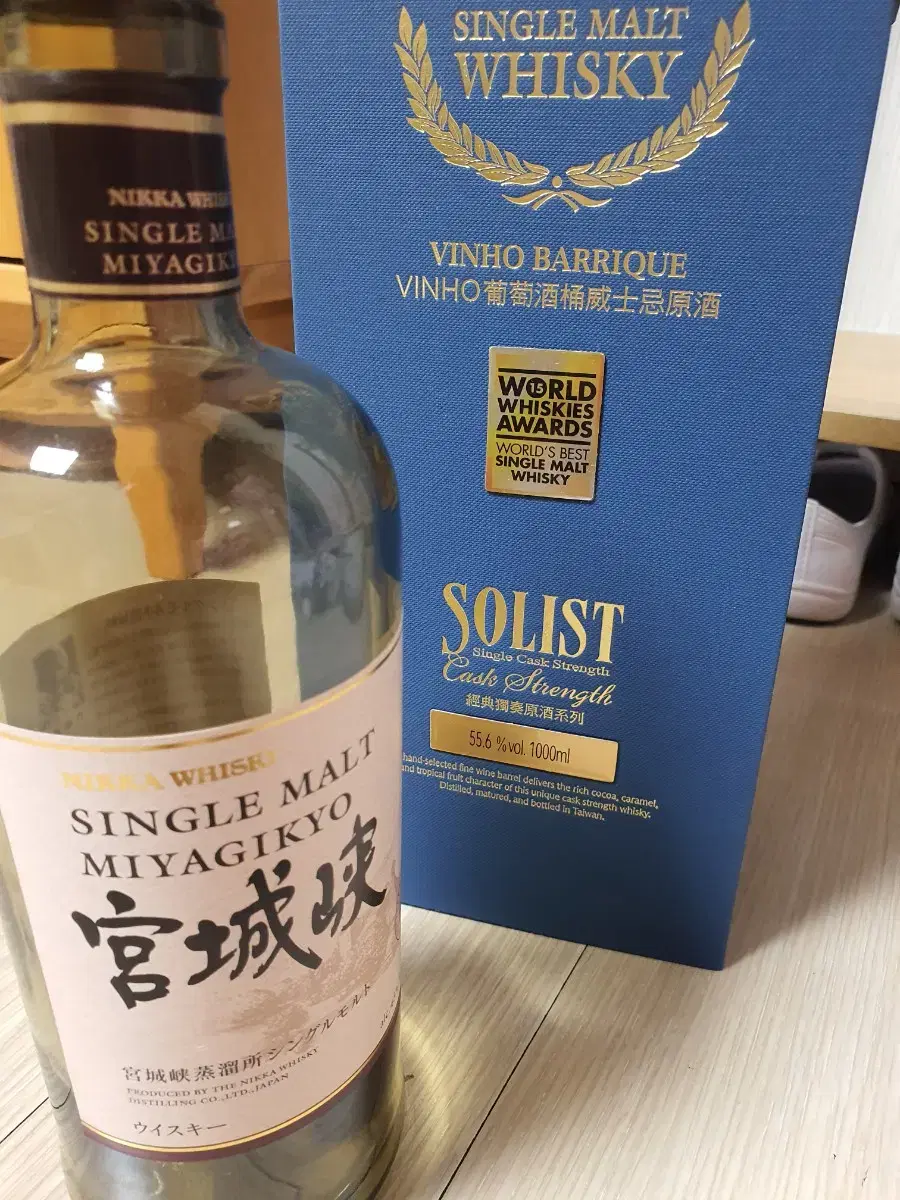 NIKKA
SINGLE
MIYAGIK
NIKKA WHISK
SINGLE MALT
MIYAGIKYO
宮城峡
宮城峡蒸溜所シングルモルト
PRODUCED BY THE NIKKA WHISKY
DISTILLING CO.,LTD.,JAPAN
ウイスキー
SINGLE MALT
WHISKY
VINHO BARRIQUE
VINHO葡萄酒桶威士忌原酒
WORLD
15
WHISKIES
AWARDS
WORLD'S BEST
SINGLE MALT
WHISKY
SOLIST
Single Cask Strength
Cask Strength
經典獨奏原酒系列
55.6 %vol. 1000ml
hand-selected fine wine barrel delivers the rich cocoa, caramel,
and tropical fruit character of this unique cask strength whisky.
Distilled, matured, and bottled in Taiwan.